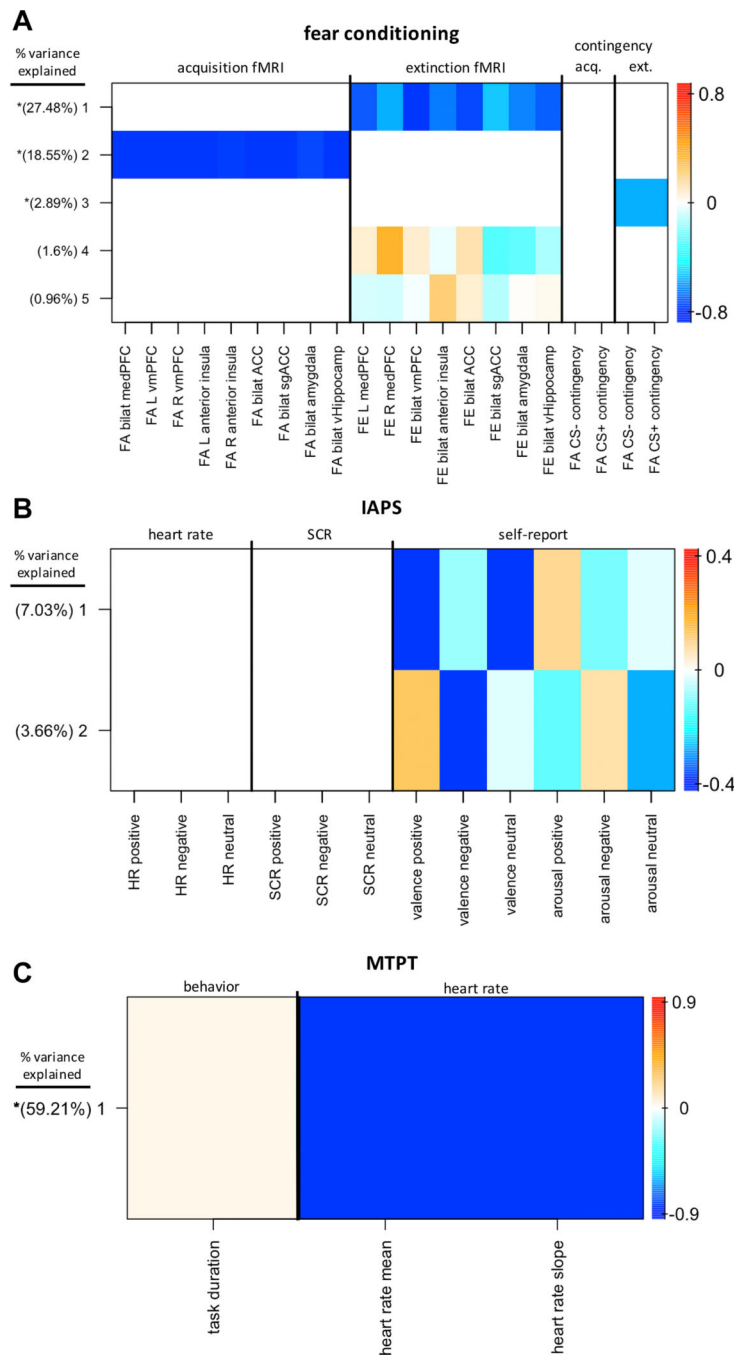 A
fear conditioning
% variance
explained
acquisition fMRI
extinction fMRI
contingency
acq. ext.
*(27.48%) 1
*(18.55%) 2
*(2.89%) 3
(1.6%) 4
(0.96%) 5
0.8
0
-0.8
FA bilat medPFC
FA L vmPFC
FA R vmPFC
FA L anterior insula
FA R anterior insula
FA bilat ACC
FA bilat sgACC
FA bilat amygdala
FA bilat vHippocamp
FE L medPFC
FE R medPFC
FE bilat vmPFC
FE bilat anterior insula
FE bilat ACC
FE bilat sgACC
FE bilat amygdala
FE bilat vHippocamp
FA CS- contingency
FA CS+ contingency
FA CS- contingency
FA CS+ contingency
B
IAPS
% variance
explained
heart rate
SCR
self-report
(7.03%) 1
(3.66%) 2
0.4
0
-0.4
HR positive
HR negative
HR neutral
SCR positive
SCR negative
SCR neutral
valence positive
valence negative
valence neutral
arousal positive
arousal negative
arousal neutral
C
MTPT
behavior
heart rate
% variance
explained
*(59.21%) 1
0.9
0
-0.9
task duration
heart rate mean
heart rate slope